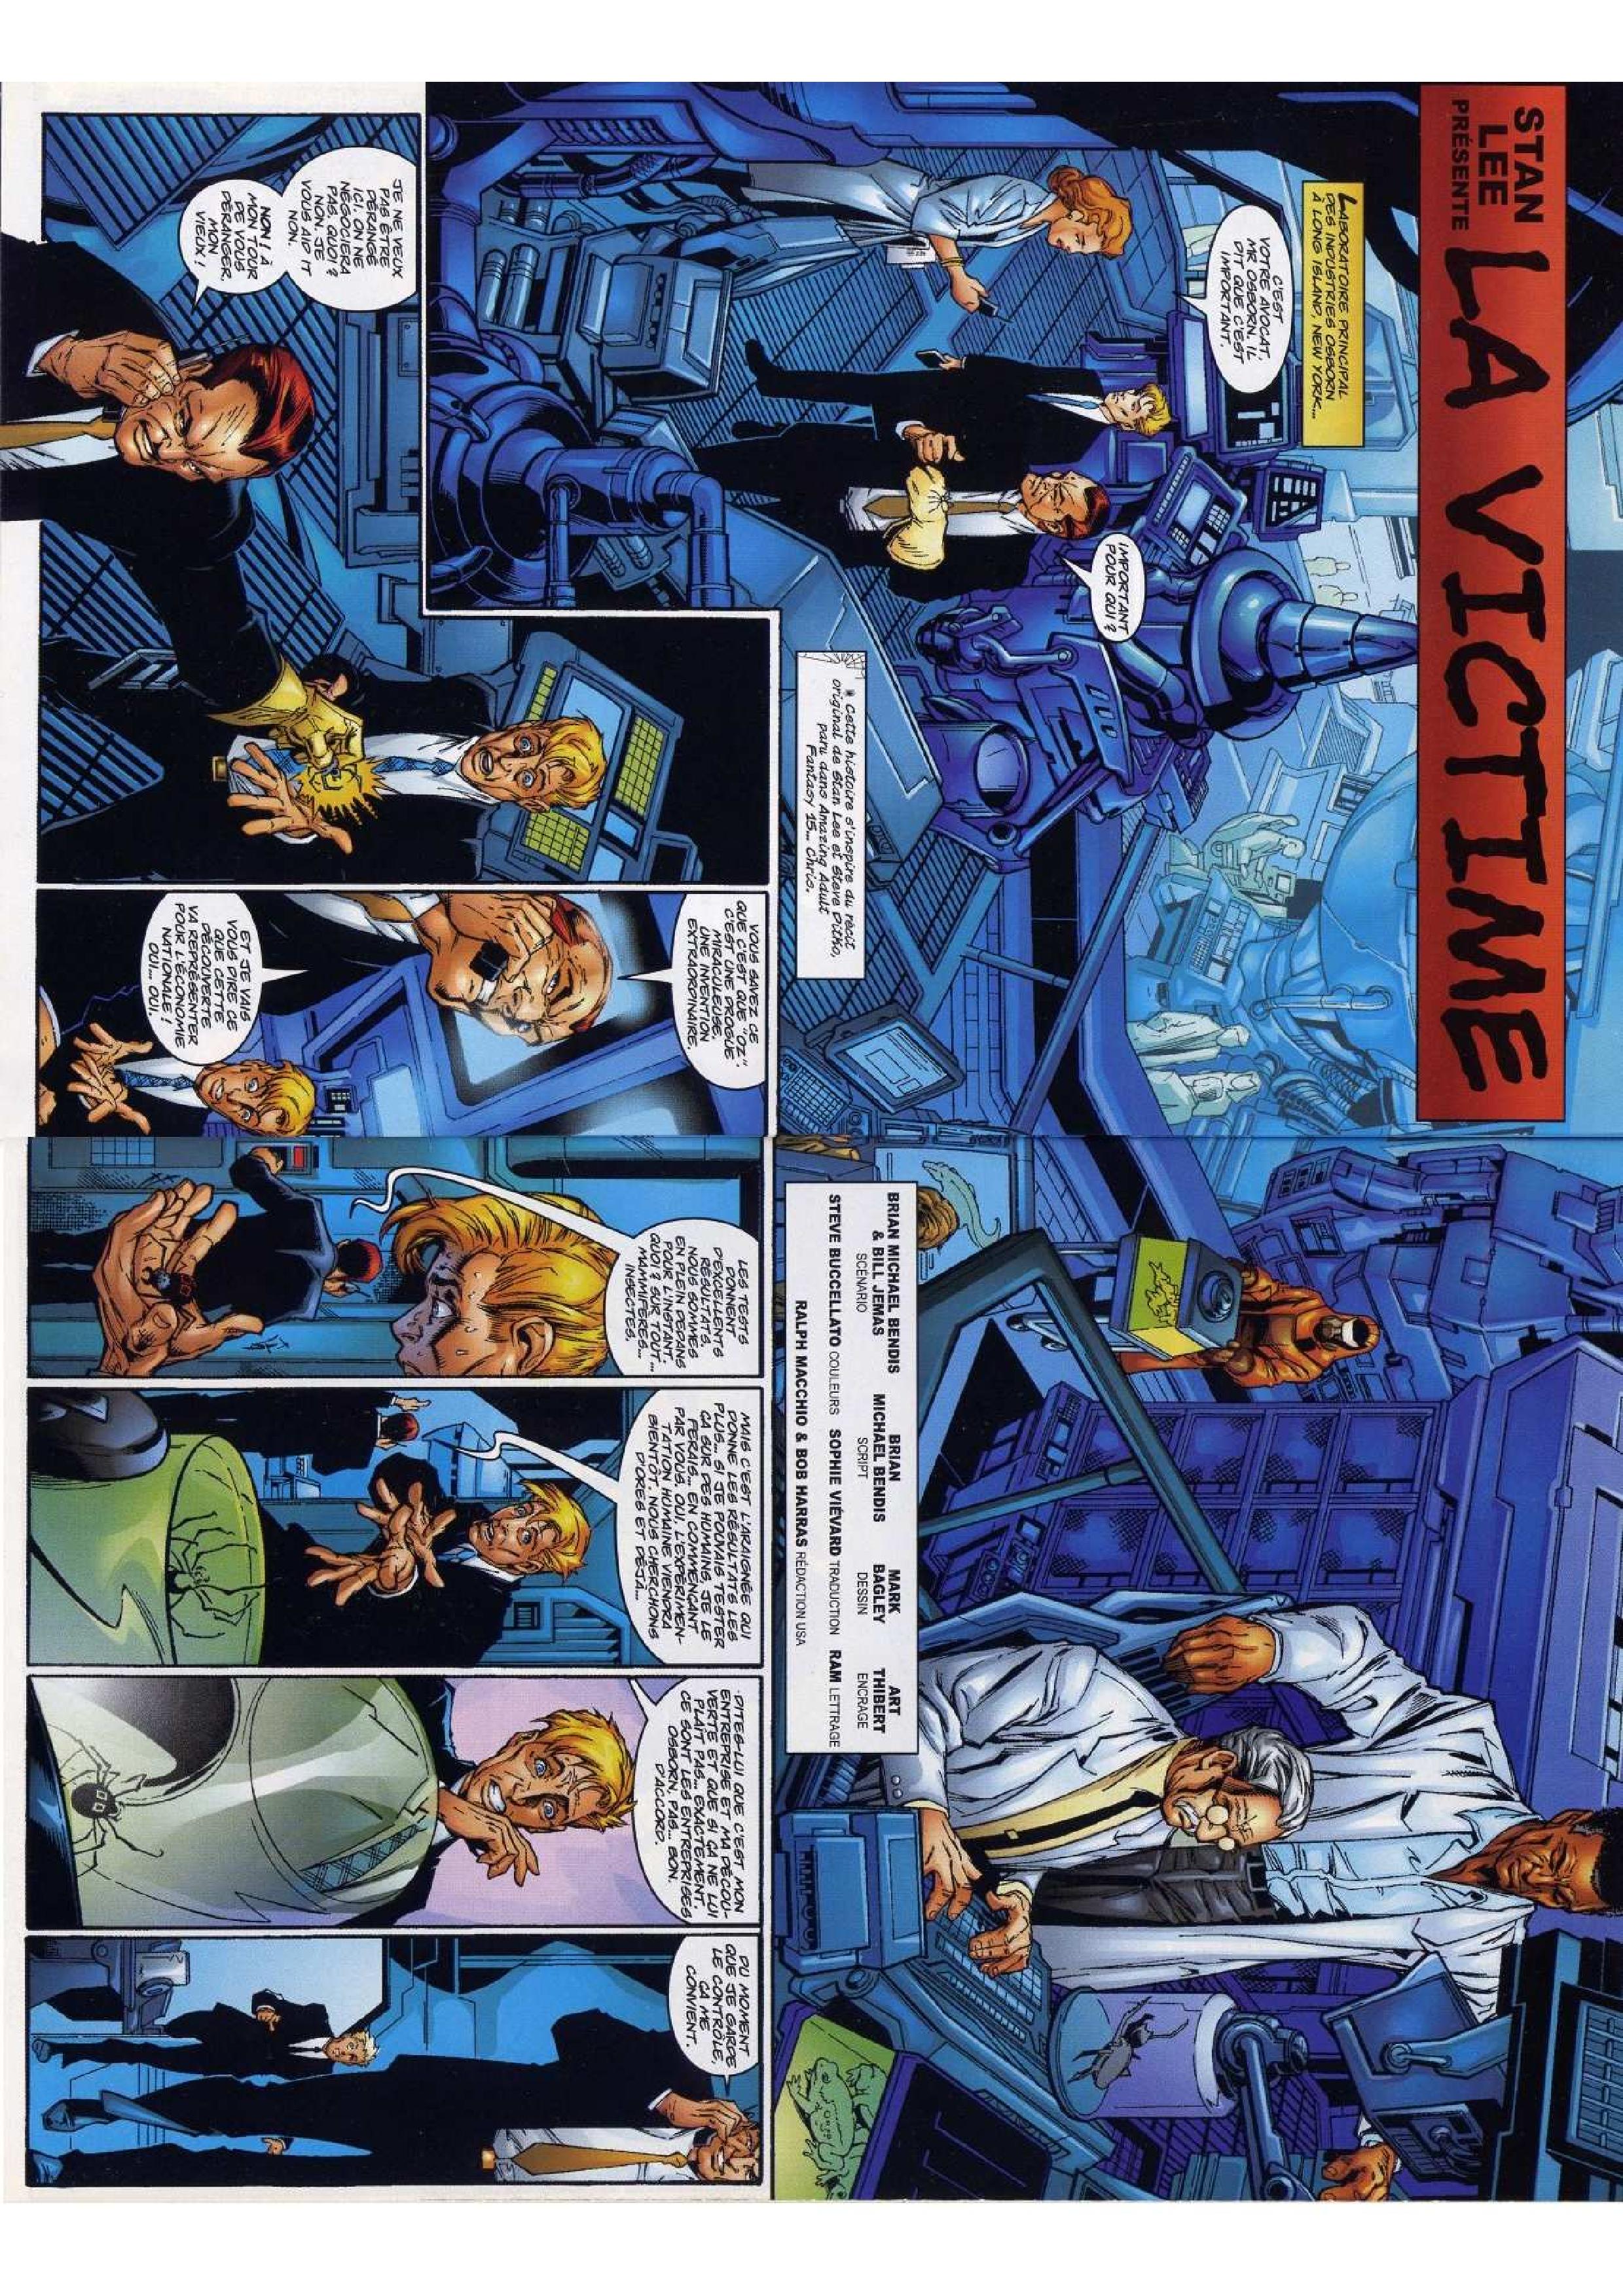 STAN
LEE
PRÉSENTE
LA VICTIME
LABORATOIRE PRINCIPAL
DES INDUSTRIES OSBORN
À LONG ISLAND, NEW YORK...
C'EST
VOTRE AVOCAT,
MR OSBORN. IL
DIT QUE C'EST
IMPORTANT.
IMPORTANT
POUR QUI ?
* Cette histoire s'inspire du récit
original de Stan Lee et Steve Ditko,
paru dans Amazing Adult
Fantasy 15... Chris.
BRIAN MICHAEL BENDIS
& BILL JEMAS
SCENARIO
BRIAN
MICHAEL BENDIS
SCRIPT
MARK
BAGLEY
DESSIN
ART
THIBERT
ENCRAGE
STEVE BUCCELLATO COULEURS SOPHIE VIÉVARD TRADUCTION RAM LETTRAGE
RALPH MACCHIO & BOB HARRAS RÉDACTION USA
JE NE VEUX
PAS ÊTRE
DÉRANGÉ
ICI. ON NE
NÉGOCIERA
PAS. QUOI ?
NON. JE
VOUS AID IT
NON.
NON ! À
MON TOUR
DE VOUS
DÉRANGER,
MON
VIEUX !
VOUS SAVEZ CE
QUE C'EST QUE "OZ".
C'EST UNE DROGUE
MIRACULEUSE,
UNE INVENTION
EXTRAORDINAIRE.
ET JE VAIS
VOUS DIRE CE
QUE CETTE
DÉCOUVERTE
VA REPRÉSENTER
POUR L'ÉCONOMIE
NATIONALE !
OUI... OUI.
LES TESTS
DONNENT
D'EXCELLENTS
RÉSULTATS.
NOUS SOMMES
EN PLEIN DEDANS
POUR L'INSTANT.
QUOI ? SUR TOUT...
MAMMIFÈRES...
INSECTES...
MAIS C'EST L'ARAIGNÉE QUI
DONNE LES RÉSULTATS LES
PLUS... SI JE POUVAIS TESTER
ÇA SUR DES HUMAINS, JE LE
FERAIS... EN COMMENÇANT
PAR VOUS. OUI, L'EXPÉRIMEN-
TATION HUMAINE VIENDRA
BIENTÔT. NOUS CHERCHONS
D'ORES ET DÉJÀ...
DITES-LUI QUE C'EST MON
ENTREPRISE ET MA DÉCOU-
VERTE ET QUE SI ÇA NE LUI
PLAÎT PAS... EXACTEMENT.
CE SONT LES ENTREPRISES
OSBORN, PAS... BON.
D'ACCORD.
DU MOMENT
QUE JE GARDE
LE CONTRÔLE,
ÇA ME
CONVIENT.